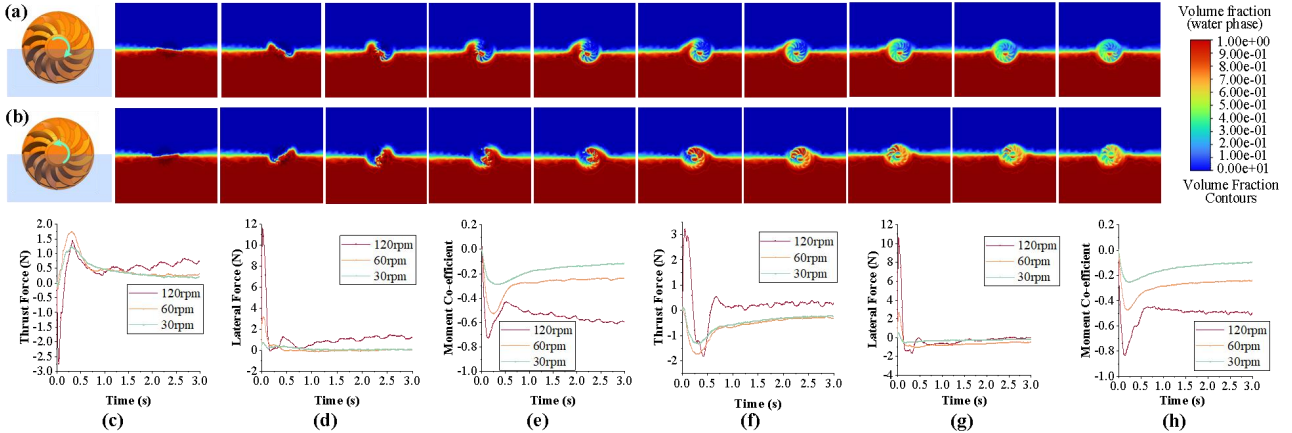 (a)
Volume fraction
(water phase)
1.00e+00
9.00e-01
8.00e-01
7.00e-01
6.00e-01
5.00e-01
4.00e-01
3.00e-01
2.00e-01
1.00e-01
0.00e+01
Volume Fraction
Contours
(b)
Thrust Force (N)
2.0
1.5
1.0
0.5
0.0
-0.5
-1.0
-1.5
-2.0
-2.5
-3.0
120rpm
60rpm
30rpm
0.0 0.5 1.0 1.5 2.0 2.5 3.0
Time (s)
(c)
Lateral Force (N)
12
10
8
6
4
2
0
-2
120rpm
60rpm
30rpm
0.0 0.5 1.0 1.5 2.0 2.5 3.0
Time (s)
(d)
Moment Co-efficient
0.0
-0.2
-0.4
-0.6
-0.8
-1.0
120rpm
60rpm
30rpm
0.0 0.5 1.0 1.5 2.0 2.5 3.0
Time (s)
(e)
Thrust Force (N)
3
2
1
0
-1
-2
120rpm
60rpm
30rpm
0.0 0.5 1.0 1.5 2.0 2.5 3.0
Time (s)
(f)
Lateral Force (N)
12
10
8
6
4
2
0
-2
-4
120rpm
60rpm
30rpm
0.0 0.5 1.0 1.5 2.0 2.5 3.0
Time (s)
(g)
Moment Co-efficient
0.0
-0.2
-0.4
-0.6
-0.8
-1.0
120rpm
60rpm
30rpm
0.0 0.5 1.0 1.5 2.0 2.5 3.0
Time (s)
(h)